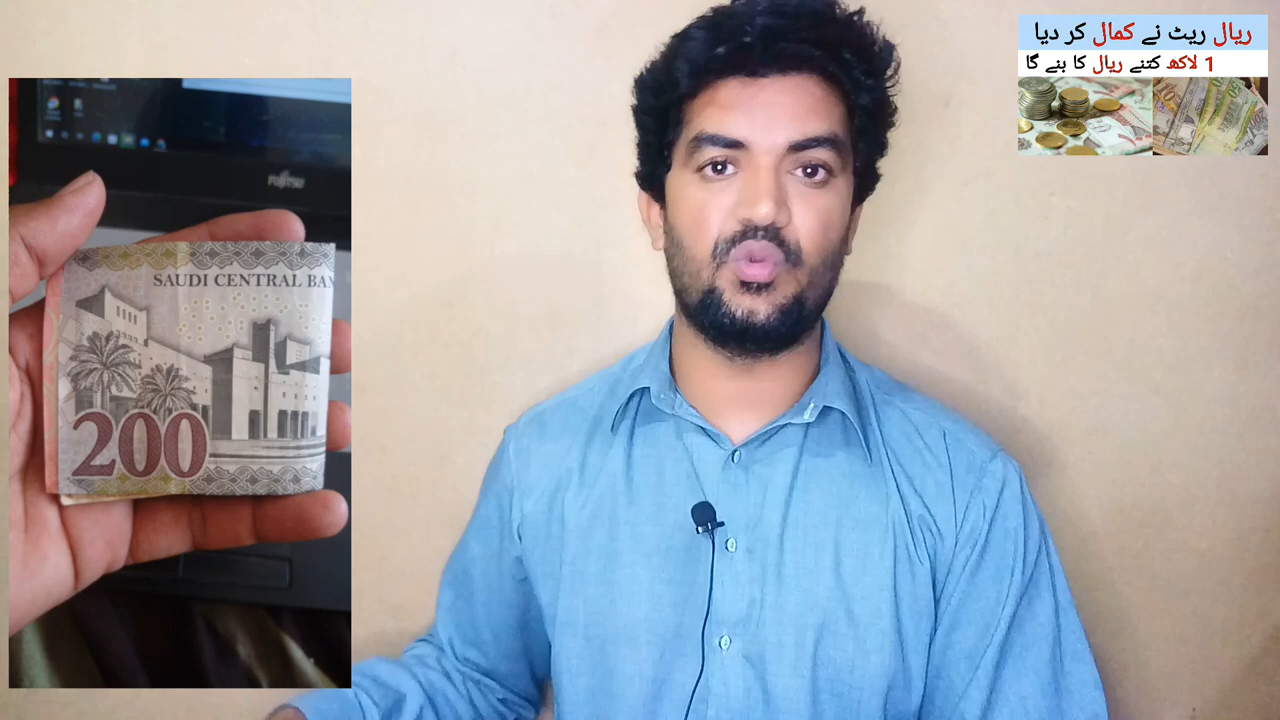 ریال ریٹ نے کمال کر دیا
1 لاکھ کتنے ریال کا بنے گا
FUJITSU
SAUDI CENTRAL BAN
200